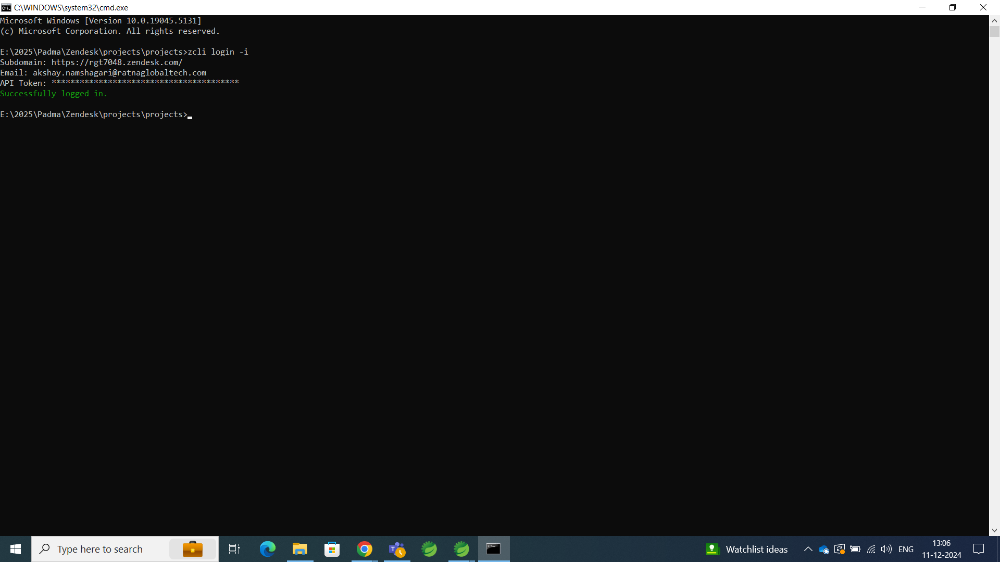 C:\WINDOWS\system32\cmd.exe
Microsoft Windows [Version 10.0.19045.5131]
(c) Microsoft Corporation. All rights reserved.
E:\2025\Padma\Zendesk\projects\projects>zcli login -i
Subdomain: https://rgt7048.zendesk.com/
Email: akshay.namshagari@ratnaglobaltech.com
API Token: ****************************************
Successfully logged in.
E:\2025\Padma\Zendesk\projects\projects>
Type here to search
Watchlist ideas
ENG
13:06
11-12-2024